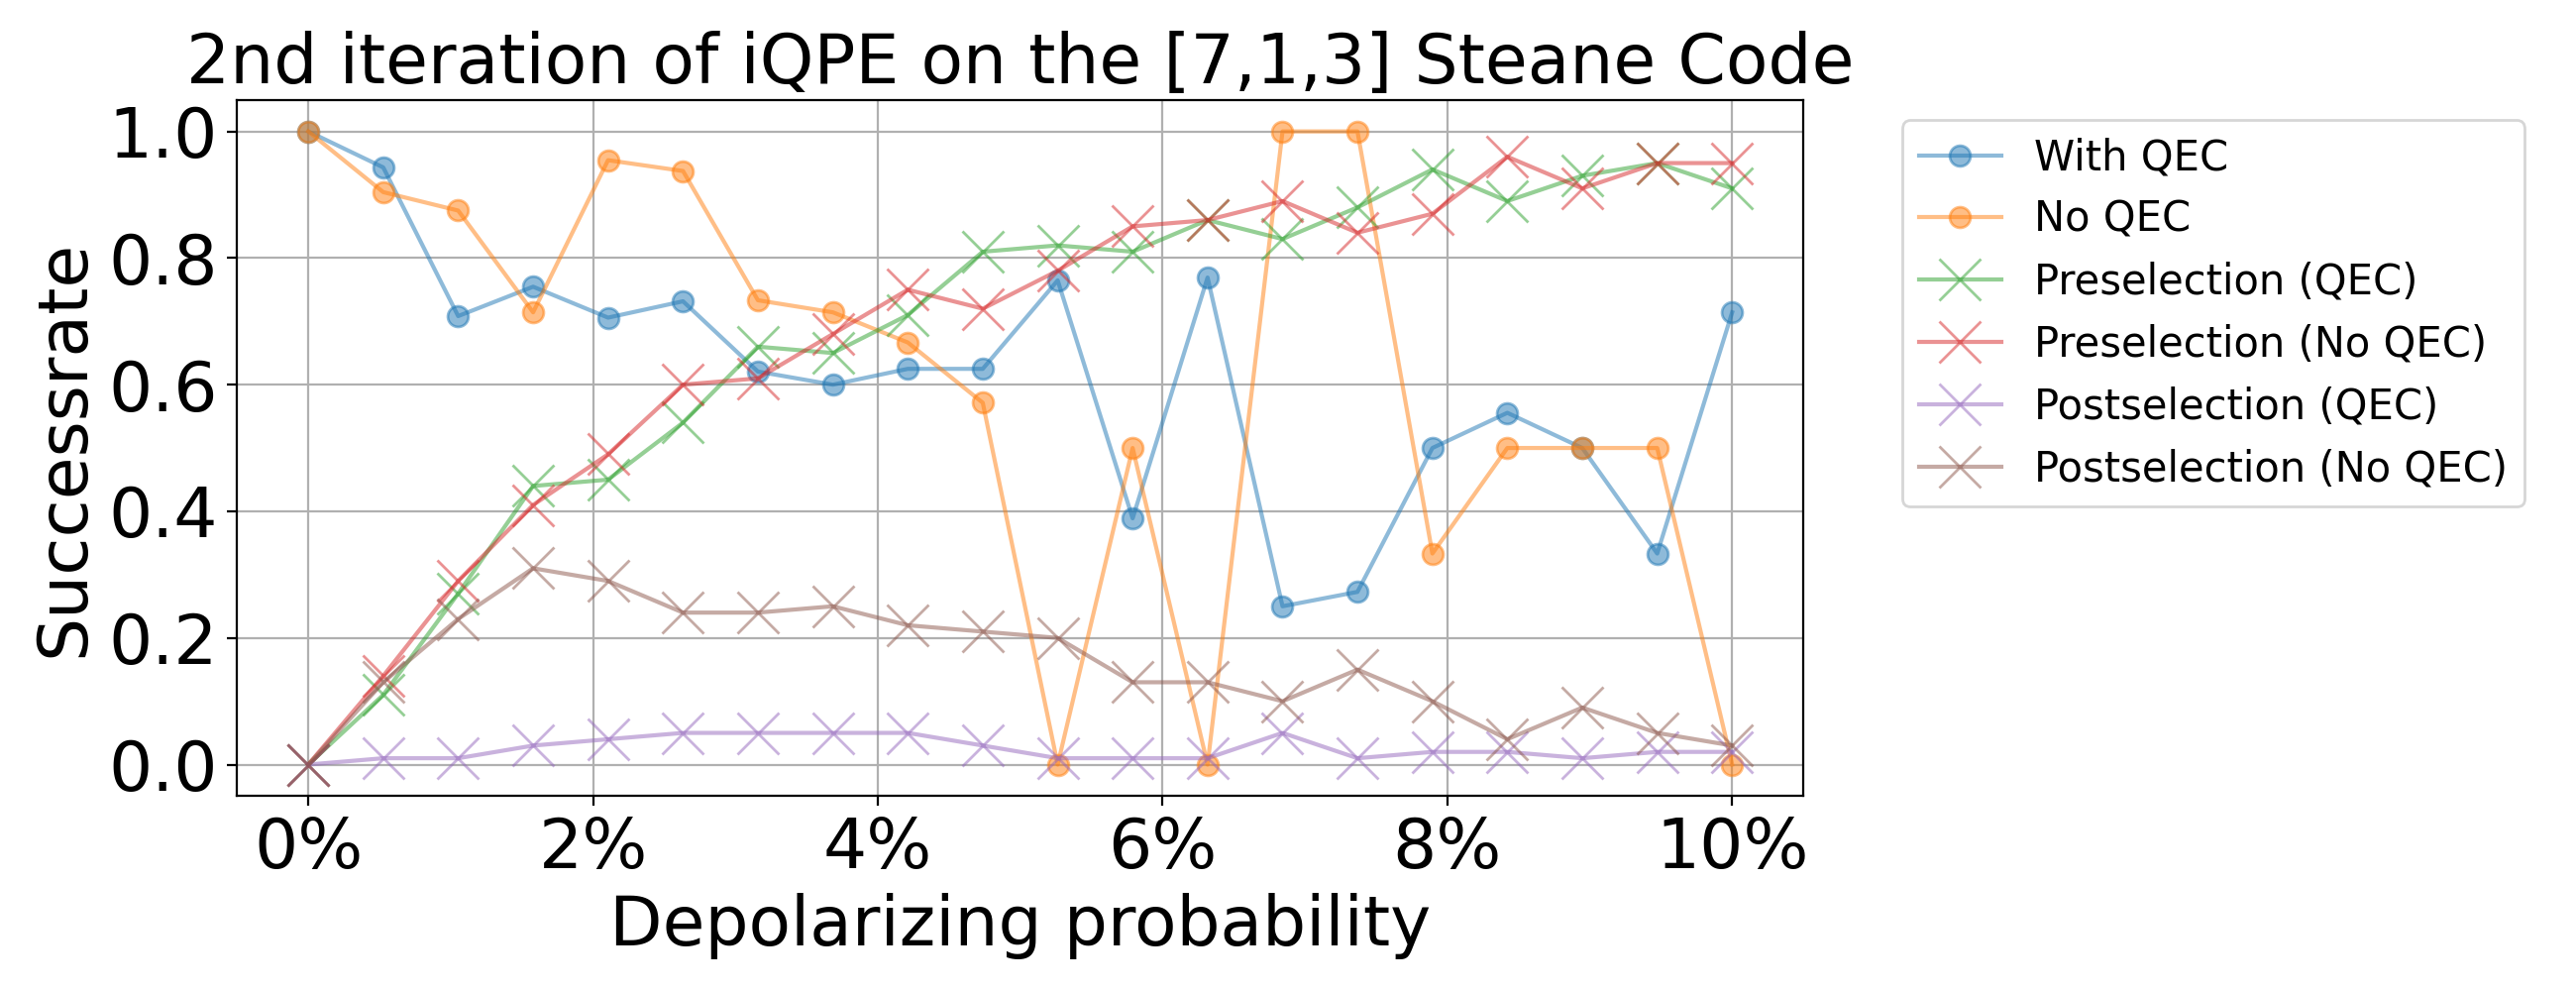 2nd iteration of iQPE on the [7,1,3] Steane Code
Successrate
1.0
0.8
0.6
0.4
0.2
0.0
0%
2%
4%
6%
8%
10%
Depolarizing probability
With QEC
No QEC
Preselection (QEC)
Preselection (No QEC)
Postselection (QEC)
Postselection (No QEC)